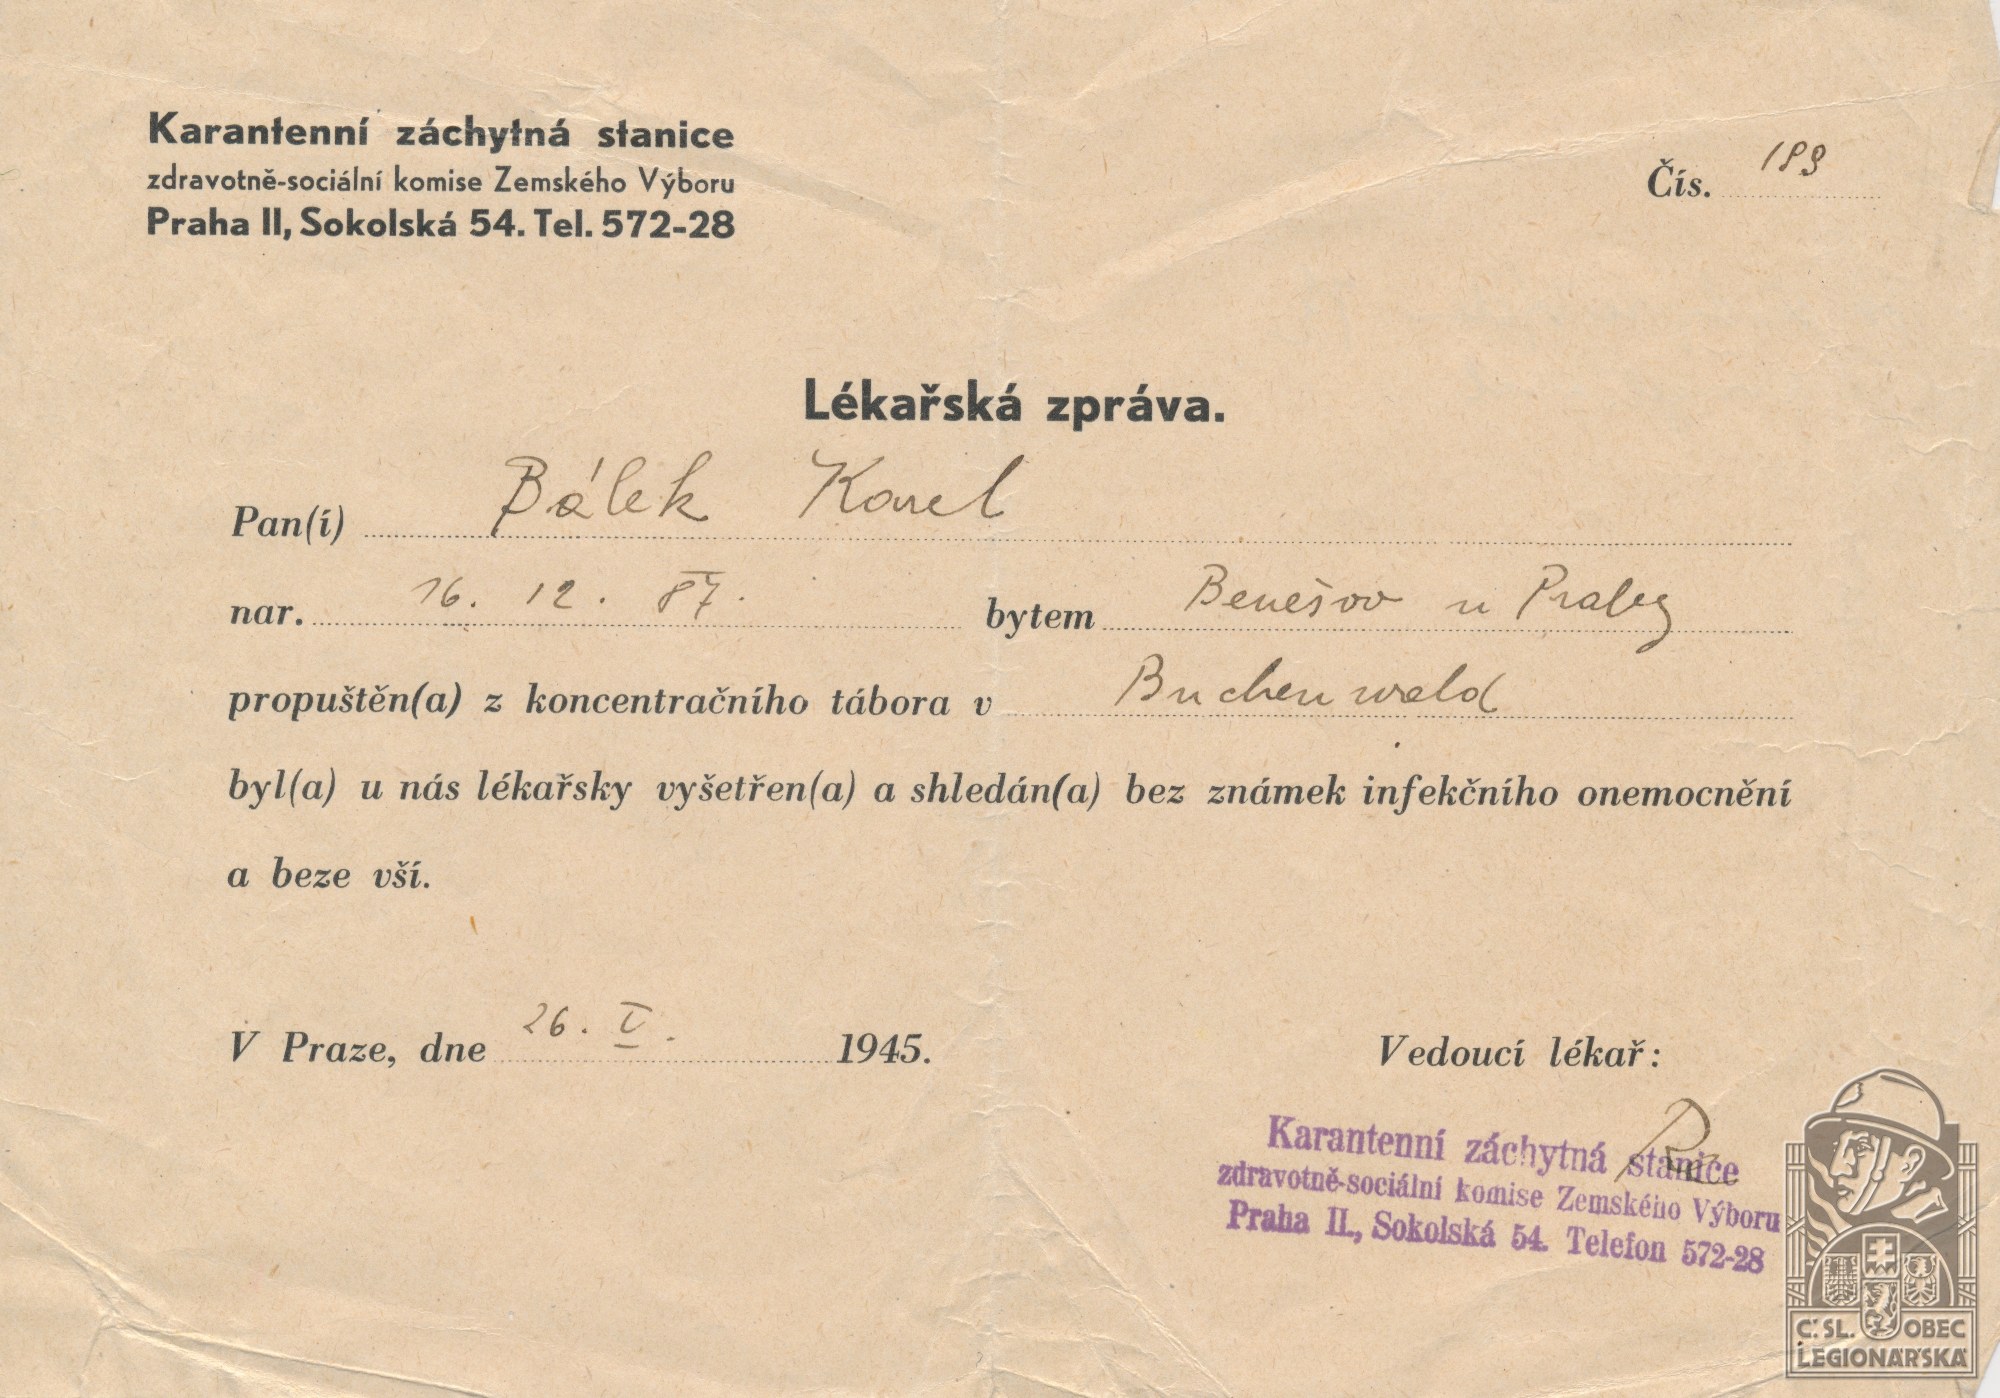 Karantenní záchytná stanice
zdravotně-sociální komise Zemského Výboru
Praha II, Sokolská 54. Tel. 572-28
Čís. 189
Lékařská zpráva.
Pan(í) Bálek Karel
nar. 16. 12. 87. bytem Benešov u Prahy
propuštěn(a) z koncentračního tábora v Buchenwald
byl(a) u nás lékařsky vyšetřen(a) a shledán(a) bez známek infekčního onemocnění
a beze vší.
V Praze, dne 26. V. 1945.
Vedoucí lékař:
Karantenní záchytná stanice
zdravotně-sociální komise Zemského Výboru
Praha II., Sokolská 54. Telefon 572-28
Č.SL. OBEC
LEGIONÁŘSKÁ